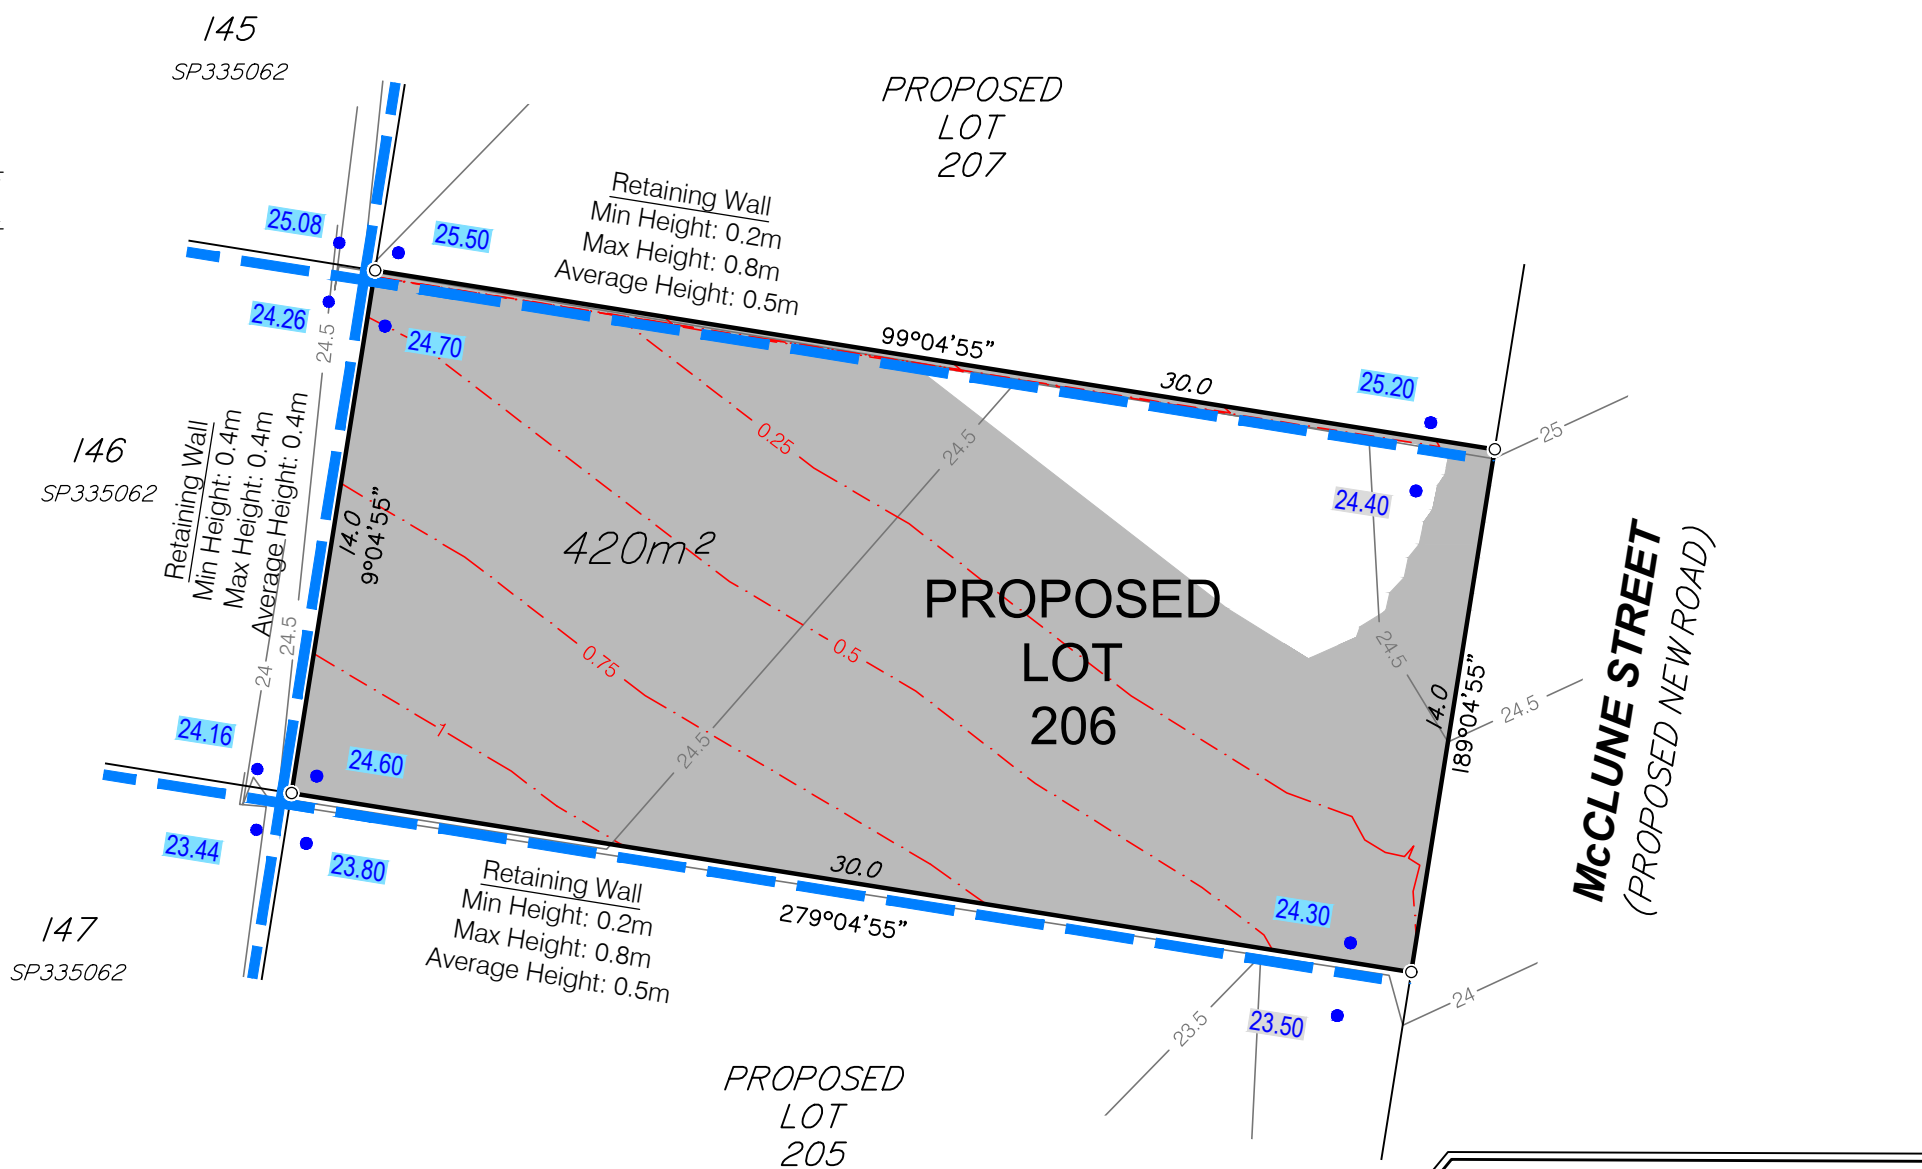 145
SP335062
PROPOSED
LOT
207
Retaining Wall
Min Height: 0.2m
Max Height: 0.8m
Average Height: 0.5m
25.08
25.50
24.26
24.70
24.5
99°04'55"
30.0
25.20
25
24.40
146
SP335062
Retaining Wall
Min Height: 0.4m
Max Height: 0.4m
Average Height: 0.4m
14.0
9°04'55"
0.25
24.5
420m²
PROPOSED
LOT
206
0.5
0.75
1
24.5
24.5
24
24.5
24.5
14.0
189°04'55"
McCLUNE STREET
(PROPOSED NEW ROAD)
24.16
24.60
23.44
23.80
Retaining Wall
Min Height: 0.2m
Max Height: 0.8m
Average Height: 0.5m
30.0
279°04'55"
24.30
23.50
23.5
24
147
SP335062
PROPOSED
LOT
205